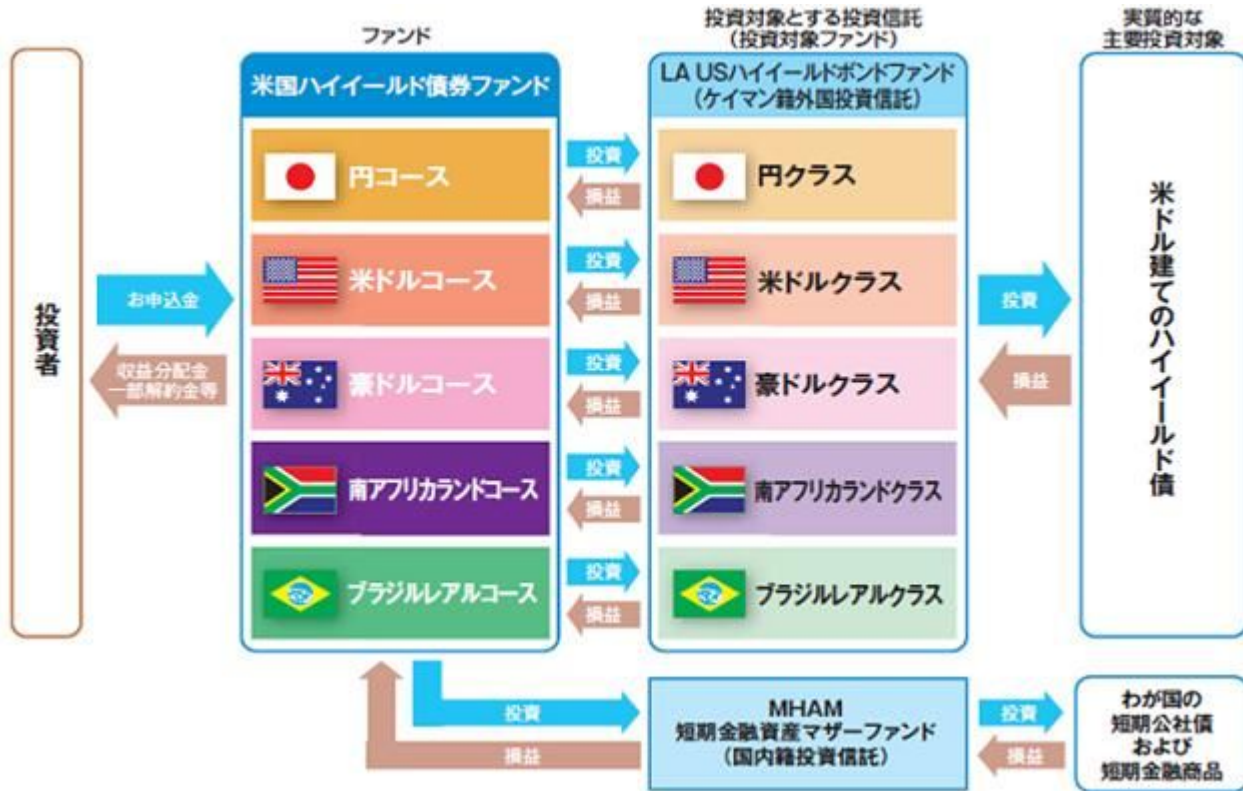 ファンド
投資対象とする投資信託
(投資対象ファンド)
実質的な
主要投資対象
米国ハイイールド債券ファンド
LA USハイイールドボンドファンド
(ケイマン籍外国投資信託)
投資者
お申込金
収益分配金
一部解約金等
円コース
投資
損益
円クラス
米ドルコース
投資
損益
米ドルクラス
豪ドルコース
投資
損益
豪ドルクラス
南アフリカランドコース
投資
損益
南アフリカランドクラス
ブラジルレアルコース
投資
損益
ブラジルレアルクラス
投資
損益
米ドル建てのハイイールド債
投資
損益
MHAM
短期金融資産マザーファンド
(国内籍投資信託)
投資
損益
わが国の
短期公社債
および
短期金融商品